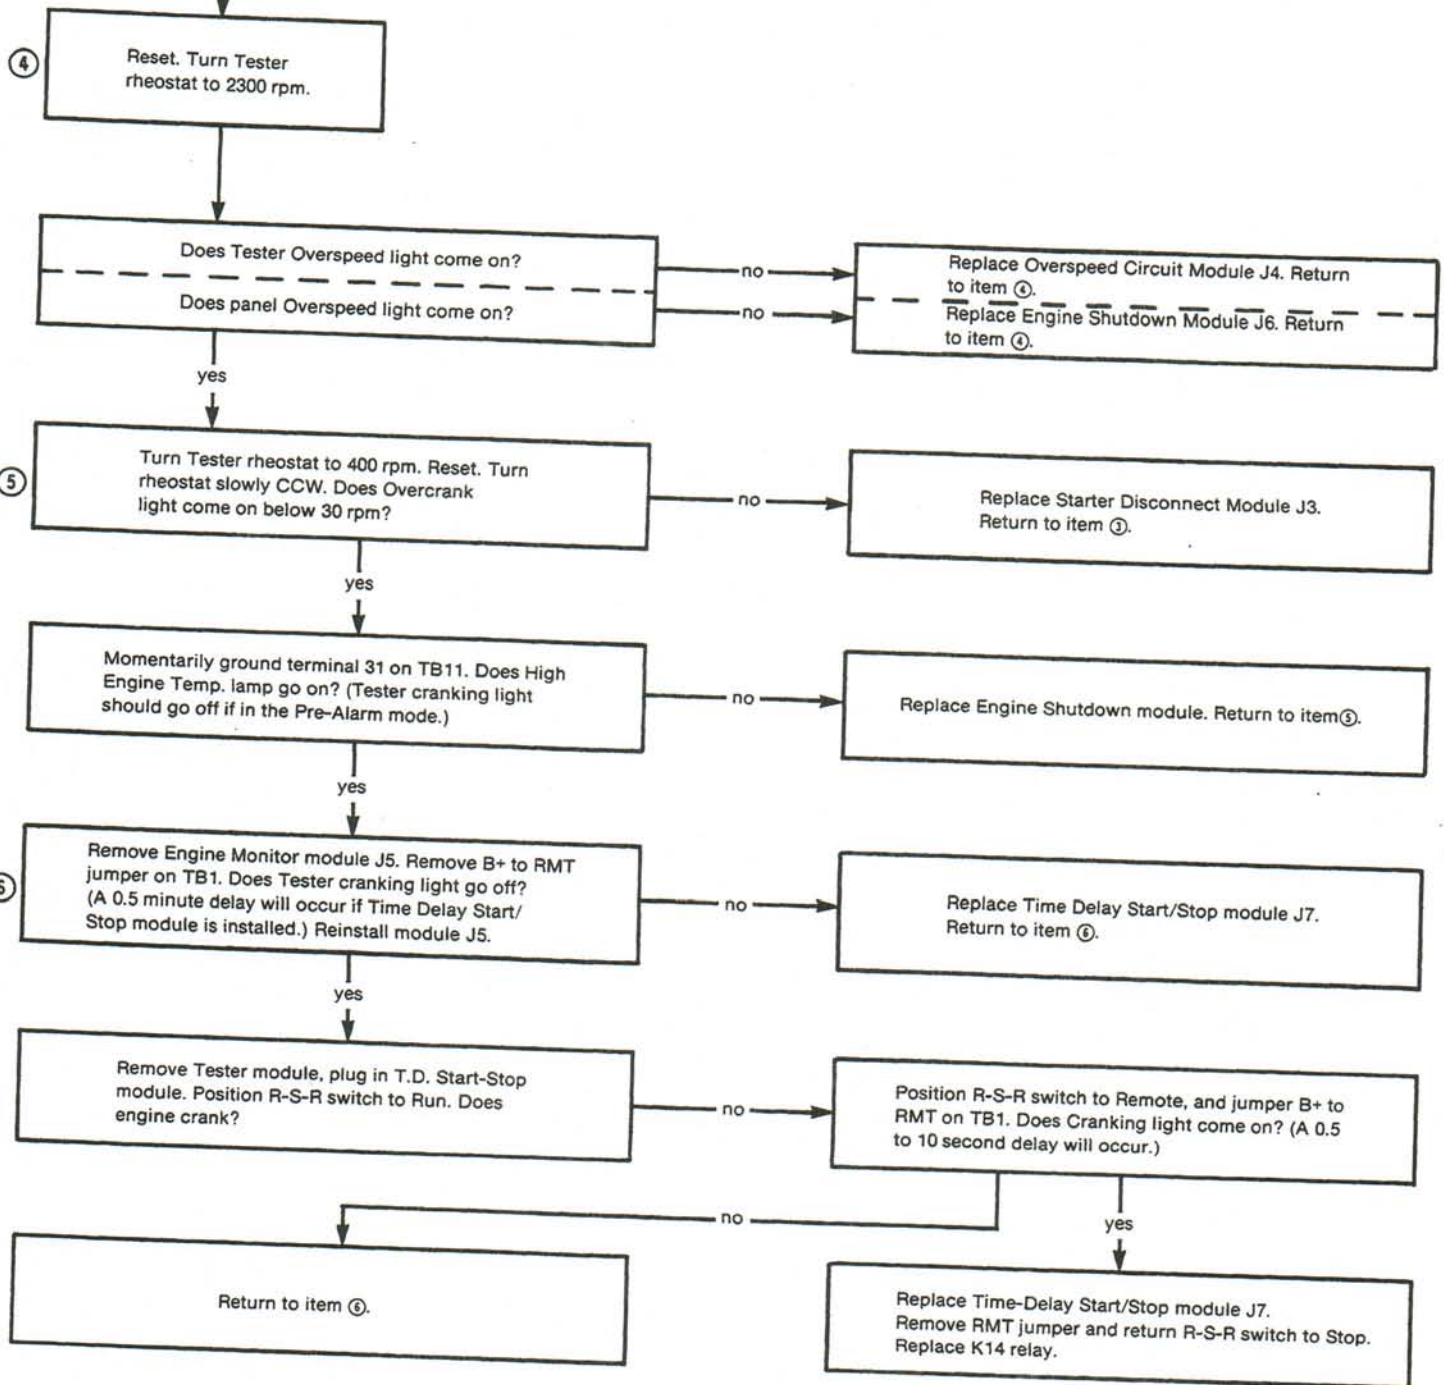 ④
Reset. Turn Tester
rheostat to 2300 rpm.
Does Tester Overspeed light come on?
no
Replace Overspeed Circuit Module J4. Return
to item ④.
Does panel Overspeed light come on?
no
Replace Engine Shutdown Module J6. Return
to item ④.
yes
⑤
Turn Tester rheostat to 400 rpm. Reset. Turn
rheostat slowly CCW. Does Overcrank
light come on below 30 rpm?
no
Replace Starter Disconnect Module J3.
Return to item ③.
yes
Momentarily ground terminal 31 on TB11. Does High
Engine Temp. lamp go on? (Tester cranking light
should go off if in the Pre-Alarm mode.)
no
Replace Engine Shutdown module. Return to item⑤.
yes
⑥
Remove Engine Monitor module J5. Remove B+ to RMT
jumper on TB1. Does Tester cranking light go off?
(A 0.5 minute delay will occur if Time Delay Start/
Stop module is installed.) Reinstall module J5.
no
Replace Time Delay Start/Stop module J7.
Return to item ⑥.
yes
Remove Tester module, plug in T.D. Start-Stop
module. Position R-S-R switch to Run. Does
engine crank?
no
Position R-S-R switch to Remote, and jumper B+ to
RMT on TB1. Does Cranking light come on? (A 0.5
to 10 second delay will occur.)
no
yes
Return to item ⑥.
Replace Time-Delay Start/Stop module J7.
Remove RMT jumper and return R-S-R switch to Stop.
Replace K14 relay.